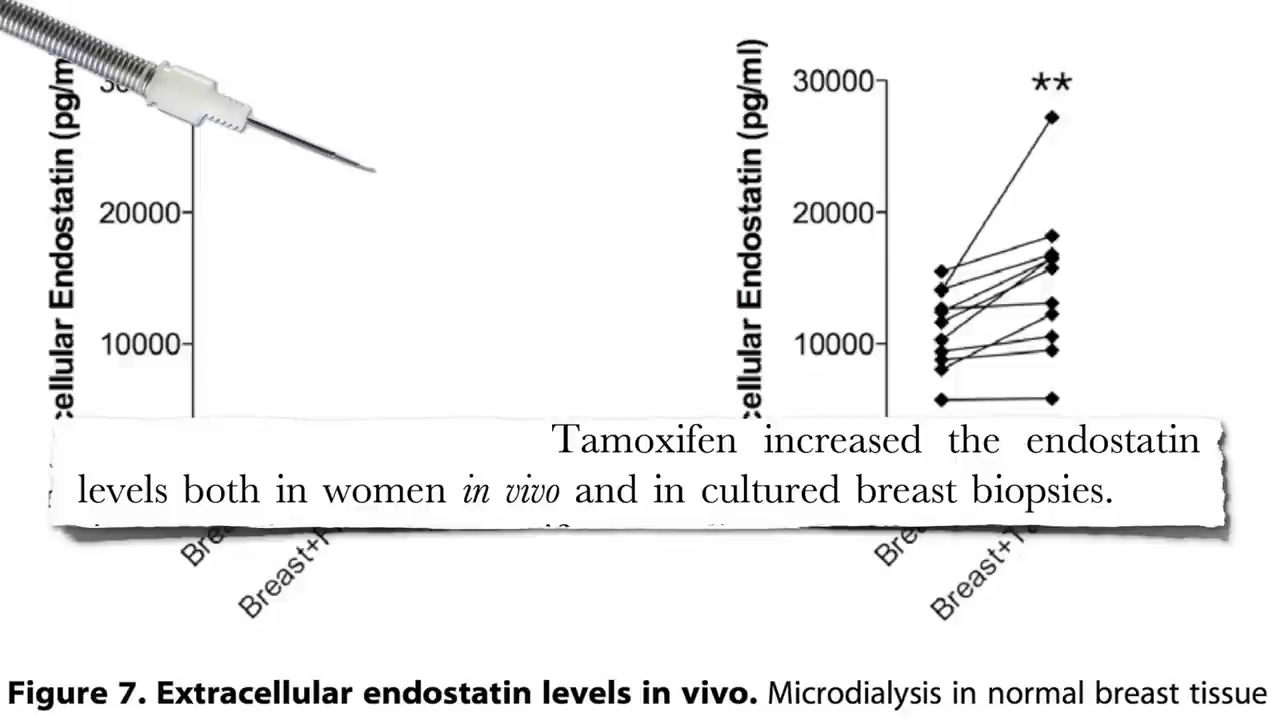 cellular Endostatin (pg/m
20000
10000
cellular Endostatin (pg/ml)
30000
20000
10000
**
Tamoxifen increased the endostatin
levels both in women in vivo and in cultured breast biopsies.
Breast+
Breast+T
Figure 7. Extracellular endostatin levels in vivo. Microdialysis in normal breast tissue